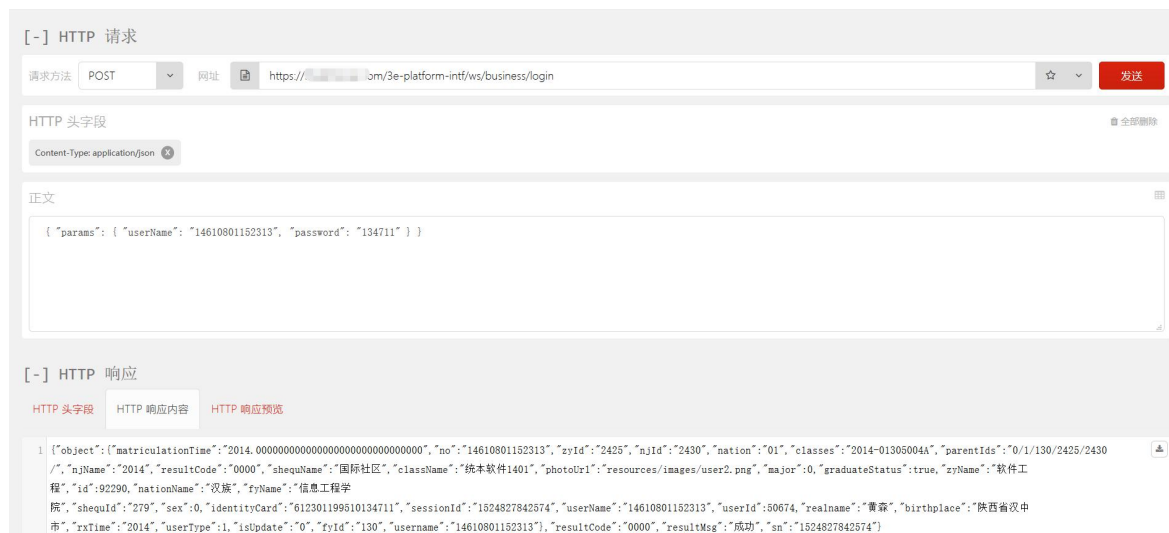 [-] HTTP 请求
请求方法 POST 网址 https:// om/3e-platform-intf/ws/business/login 发送
HTTP 头字段 全部删除
Content-Type: application/json
正文
{ "params": { "userName": "14610801152313", "password": "134711" } }
[-] HTTP 响应
HTTP 头字段 HTTP 响应内容 HTTP 响应预览
1 {"object":{"matriculationTime":"2014.000000000000000000000000000000","no":"14610801152313","zyId":"2425","njId":"2430","nation":"01","classes":"2014-01305004A","parentIds":"0/1/130/2425/2430
/","njName":"2014","resultCode":"0000","shequName":"国际社区","className":"统本软件1401","photoUrl":"resources/images/user2.png","major":0,"graduateStatus":true,"zyName":"软件工
程","id":92290,"nationName":"汉族","fyName":"信息工程学
院","shequId":"279","sex":0,"identityCard":"612301199510134711","sessionId":"1524827842574","userName":"14610801152313","userId":50674,"realname":"黄森","birthplace":"陕西省汉中
市","rxTime":"2014","userType":1,"isUpdate":"0","fyId":"130","username":"14610801152313"},"resultCode":"0000","resultMsg":"成功","sn":"1524827842574"}